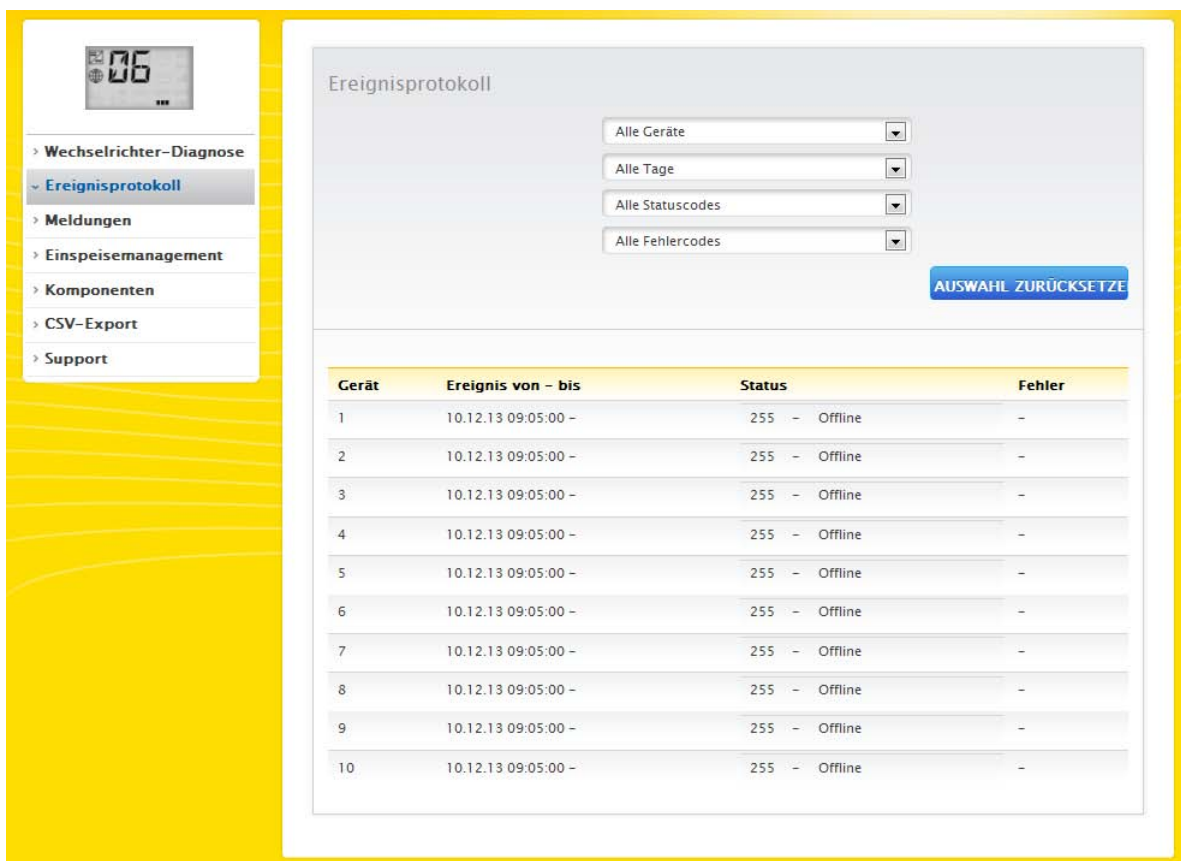 06
Wechselrichter-Diagnose
Ereignisprotokoll
Meldungen
Einspeisemanagement
Komponenten
CSV-Export
Support
Ereignisprotokoll
Alle Geräte
Alle Tage
Alle Statuscodes
Alle Fehlercodes
AUSWAHL ZURÜCKSETZE
Gerät Ereignis von - bis Status Fehler
1 10.12.13 09:05:00 - 255 - Offline -
2 10.12.13 09:05:00 - 255 - Offline -
3 10.12.13 09:05:00 - 255 - Offline -
4 10.12.13 09:05:00 - 255 - Offline -
5 10.12.13 09:05:00 - 255 - Offline -
6 10.12.13 09:05:00 - 255 - Offline -
7 10.12.13 09:05:00 - 255 - Offline -
8 10.12.13 09:05:00 - 255 - Offline -
9 10.12.13 09:05:00 - 255 - Offline -
10 10.12.13 09:05:00 - 255 - Offline -